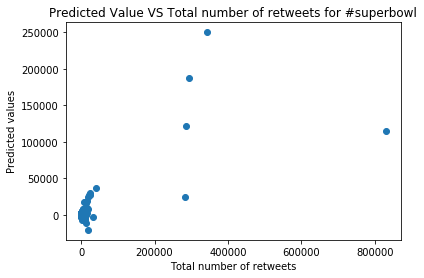 Predicted Value VS Total number of retweets for #superbowl
250000
200000
150000
100000
50000
0
Predicted values
0 200000 400000 600000 800000
Total number of retweets